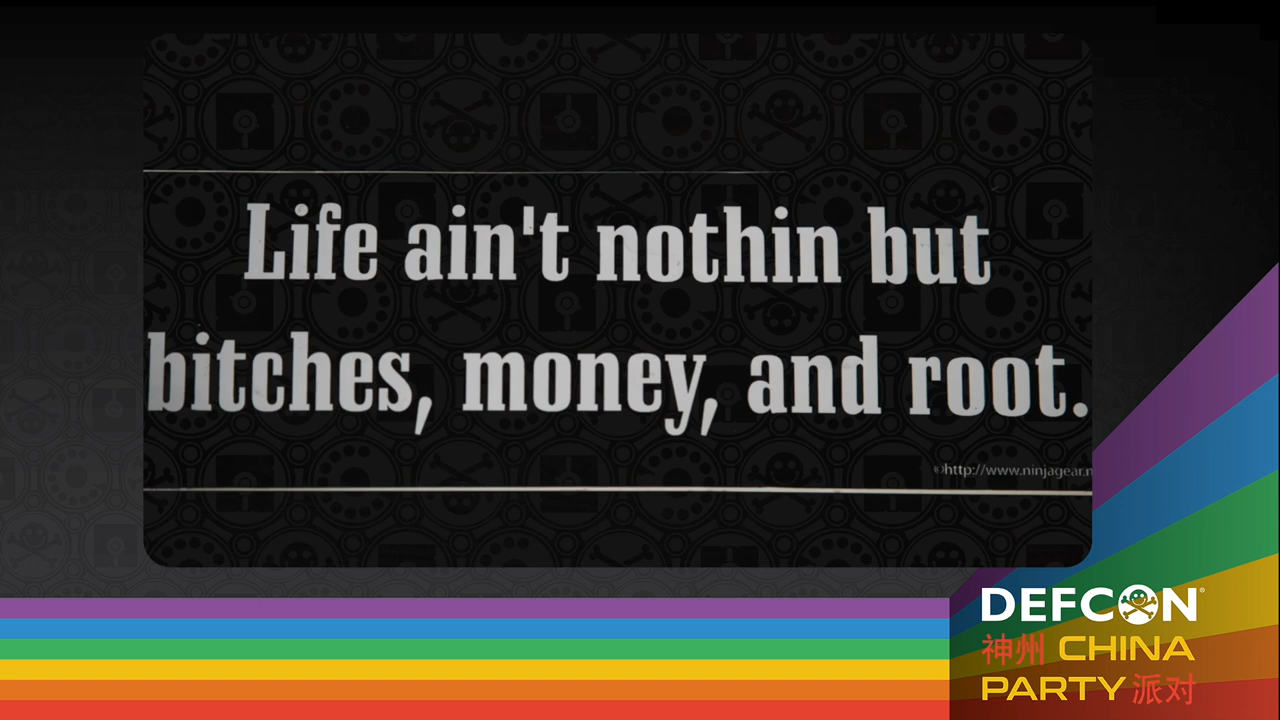 Life ain't nothin but
bitches, money, and root.
©http://www.ninjagear.n
DEFCON®
神州 CHINA
PARTY 派对